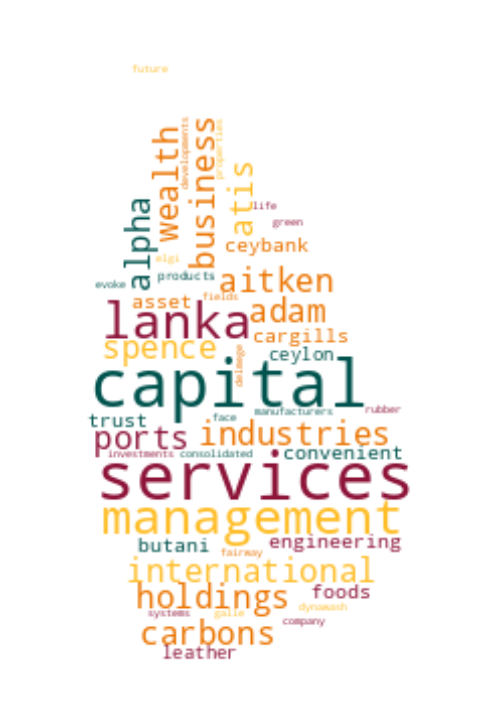 future
wealth
developments
business
properties
atis
alpha
life
green
ceybank
elgi
products
evoke
aitken
asset
fields
lanka
adam
cargills
spence
ceylon
delmege
capital
rubber
trust
face
manufacturers
ports
industries
investments
consolidated
convenient
services
management
butani
engineering
fairway
international
holdings
foods
systems
galle
dynawash
company
carbons
leather